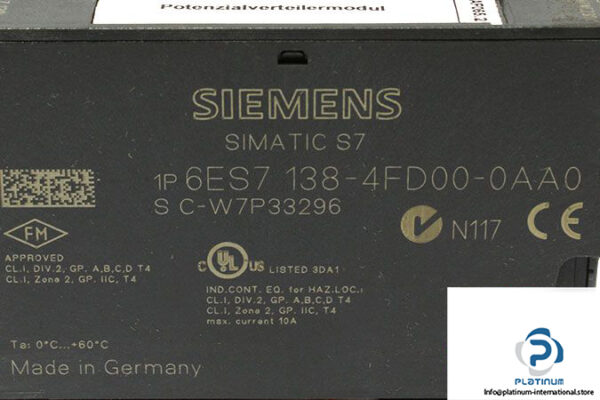 Potenzialverteilermodul
SIEMENS
SIMATIC S7
1P 6ES7 138-4FD00-0AA0
S C-W7P33296
FM
N117 CE
APPROVED
CL.I, DIV.2, GP. A,B,C,D T4
CL.I, Zone 2, GP. IIC, T4
C UL US LISTED 3DA1
IND.CONT. EQ. for HAZ.LOC.:
CL.I, DIV.2, GP. A,B,C,D T4
CL.I, Zone 2, GP. IIC, T4
max. current 10A
Ta: 0°C...+60°C
Made in Germany
PLATINUM
Info@platinum-international.store